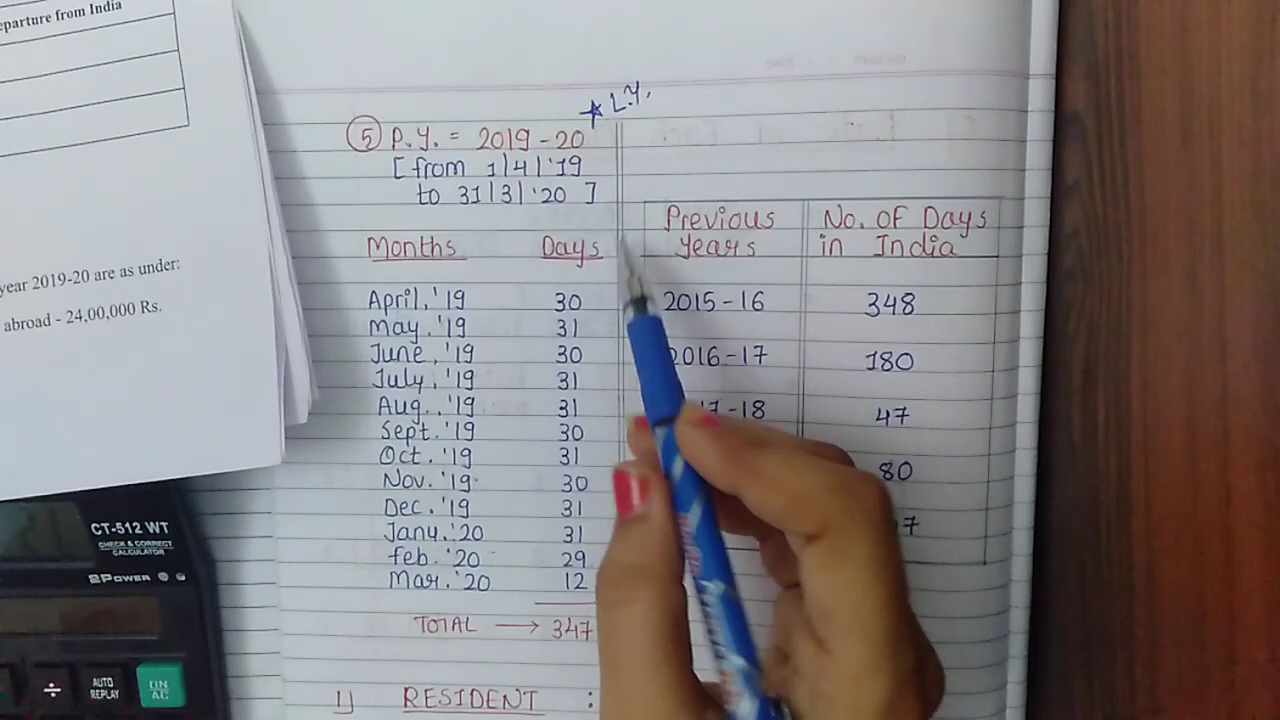 eparture from India
year 2019-20 are as under:
abroad - 24,00,000 Rs.
CT-512 WT
CHECK & CORRECT
CALCULATOR
2POWER
÷
AUTO
REPLAY
ON
AC
★ L.Y.
⑤ P.Y. = 2019-20
[from 1|4|'19
to 31|3|'20 ]
Months Days
April.'19 30
May.'19 31
June.'19 30
July.'19 31
Aug..'19 31
Sept.'19 30
Oct.'19 31
Nov.'19 30
Dec.'19 31
Jany.'20 31
feb.'20 29
Mar.'20 12
TOTAL → 347
1) RESIDENT :
Previous Years No. of Days in India
2015-16 348
2016-17 180
17-18 47
80
7